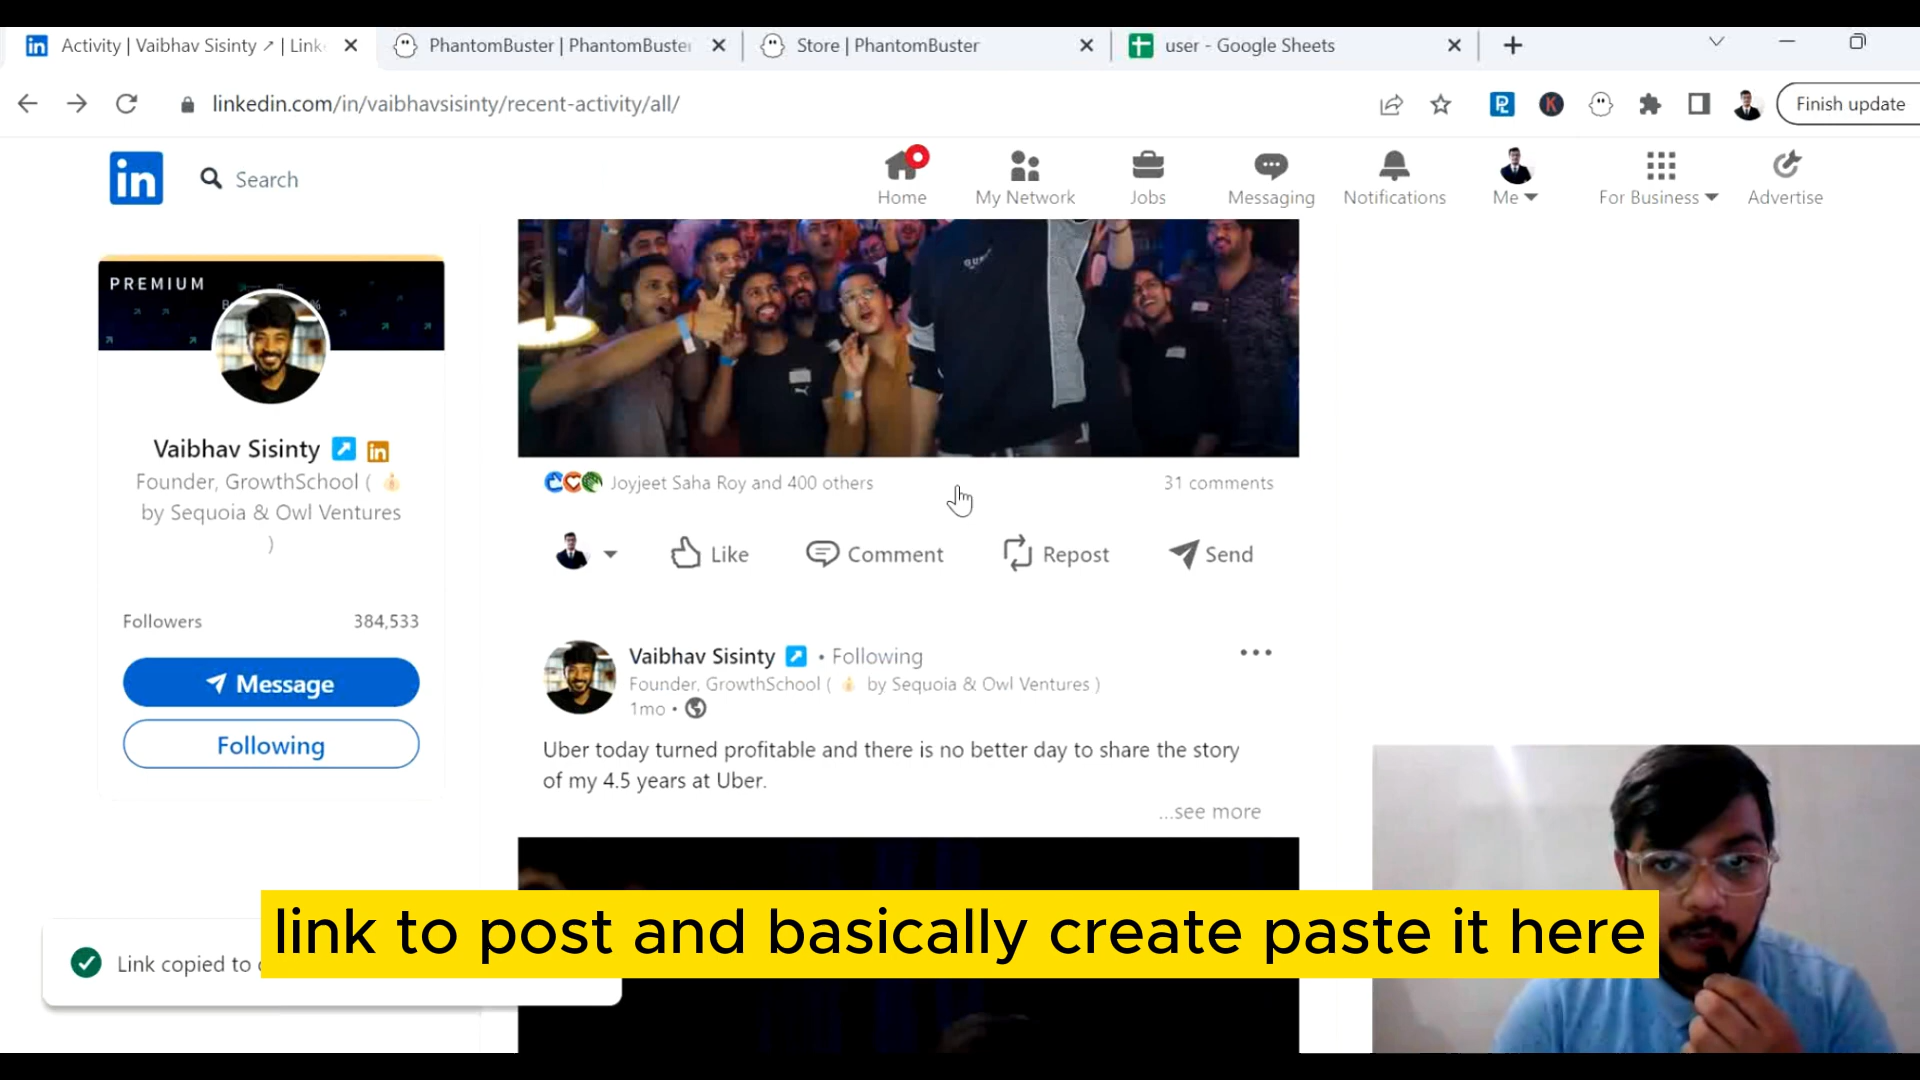 Activity | Vaibhav Sisinty ↗ | Link
PhantomBuster | PhantomBuster
Store | PhantomBuster
user - Google Sheets
linkedin.com/in/vaibhavsisinty/recent-activity/all/
Finish update
in
Search
Home
My Network
Jobs
Messaging
Notifications
Me
For Business
Advertise
PREMIUM
Vaibhav Sisinty
Founder, GrowthSchool (
by Sequoia & Owl Ventures
)
Followers 384,533
Message
Following
Joyjeet Saha Roy and 400 others
31 comments
Like
Comment
Repost
Send
Vaibhav Sisinty • Following
Founder, GrowthSchool ( by Sequoia & Owl Ventures )
1mo •
Uber today turned profitable and there is no better day to share the story
of my 4.5 years at Uber.
...see more
Link copied to
link to post and basically create paste it here